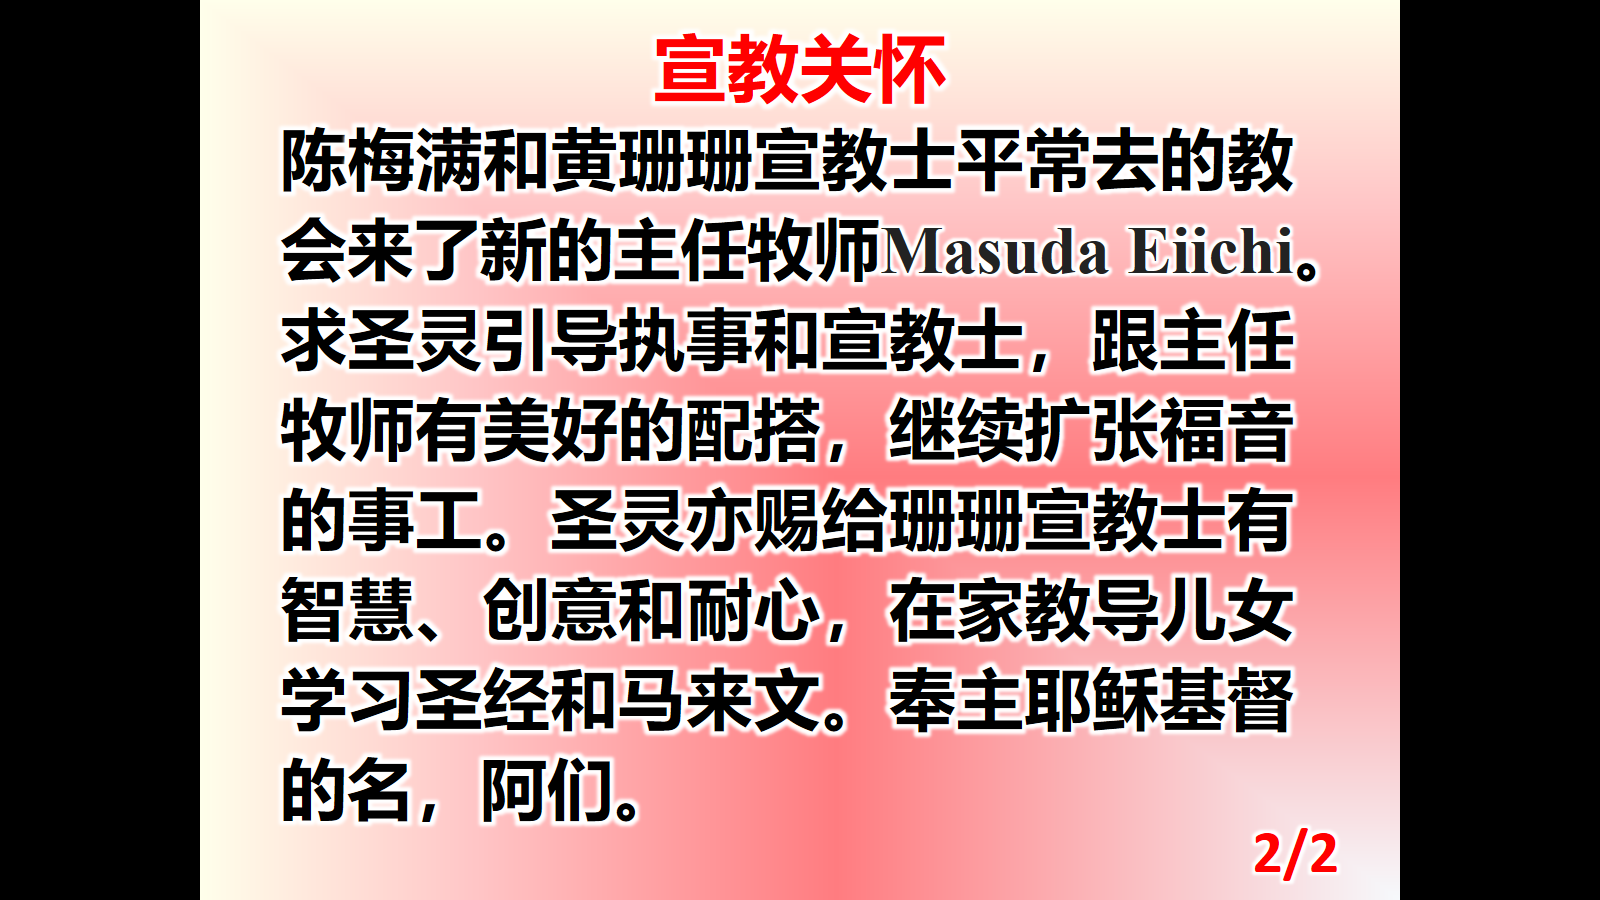 宣教关怀
陈梅满和黄珊珊宣教士平常去的教
会来了新的主任牧师Masuda Eiichi。
求圣灵引导执事和宣教士，跟主任
牧师有美好的配搭，继续扩张福音
的事工。圣灵亦赐给珊珊宣教士有
智慧、创意和耐心，在家教导儿女
学习圣经和马来文。奉主耶稣基督
的名，阿们。
2/2